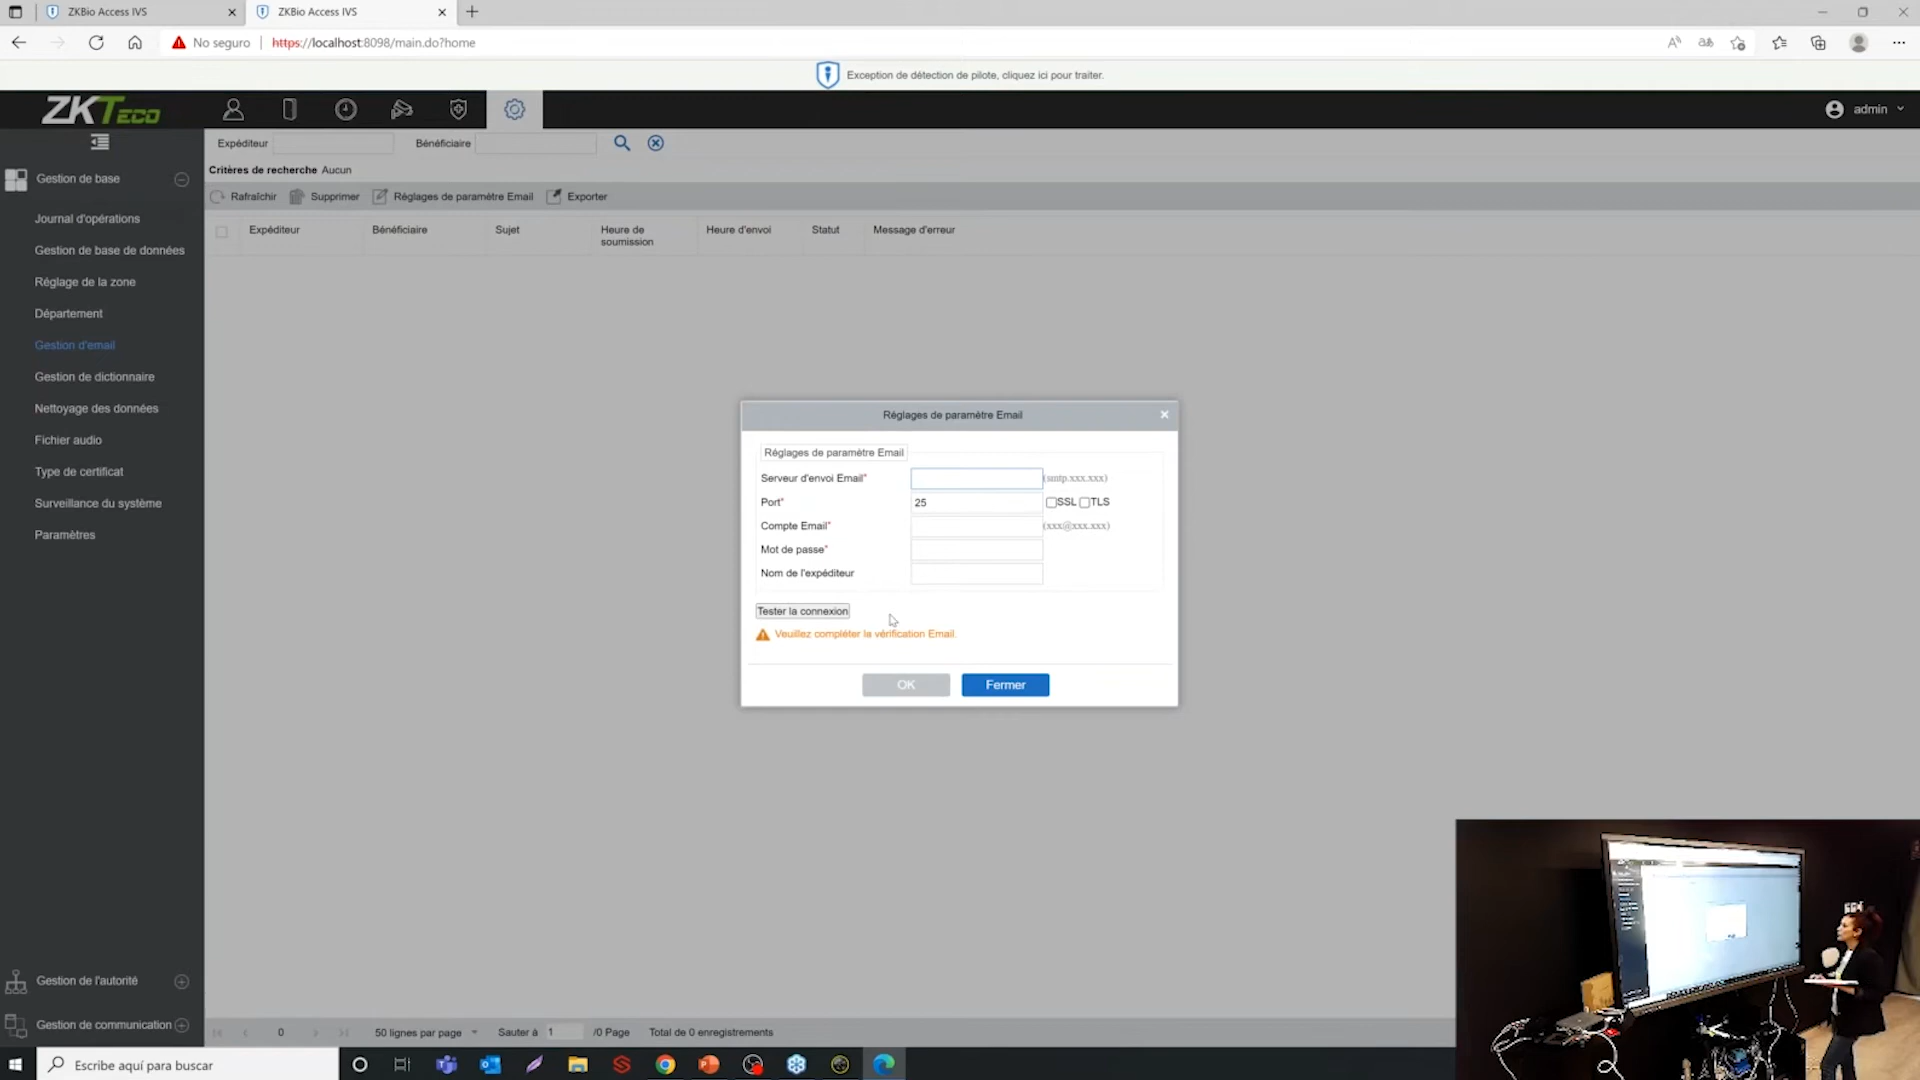 ZKBio Access IVS
ZKBio Access IVS
No seguro
https://localhost:8098/main.do?home
Exception de détection de pilote, cliquez ici pour traiter.
ZKTeco
admin
Expéditeur
Bénéficiaire
Critères de recherche Aucun
Rafraîchir
Supprimer
Réglages de paramètre Email
Exporter
Expéditeur
Bénéficiaire
Sujet
Heure de
soumission
Heure d'envoi
Statut
Message d'erreur
Gestion de base
Journal d'opérations
Gestion de base de données
Réglage de la zone
Département
Gestion d'email
Gestion de dictionnaire
Nettoyage des données
Fichier audio
Type de certificat
Surveillance du système
Paramètres
Réglages de paramètre Email
Réglages de paramètre Email
Serveur d'envoi Email*
(smtp.xxx.xxx)
Port*
25
SSL
TLS
Compte Email*
(xxx@xxx.xxx)
Mot de passe*
Nom de l'expéditeur
Tester la connexion
Veuillez compléter la vérification Email.
OK
Fermer
Gestion de l'autorité
Gestion de communication
0
50 lignes par page
Sauter à 1 /0 Page
Total de 0 enregistrements
Escribe aquí para buscar